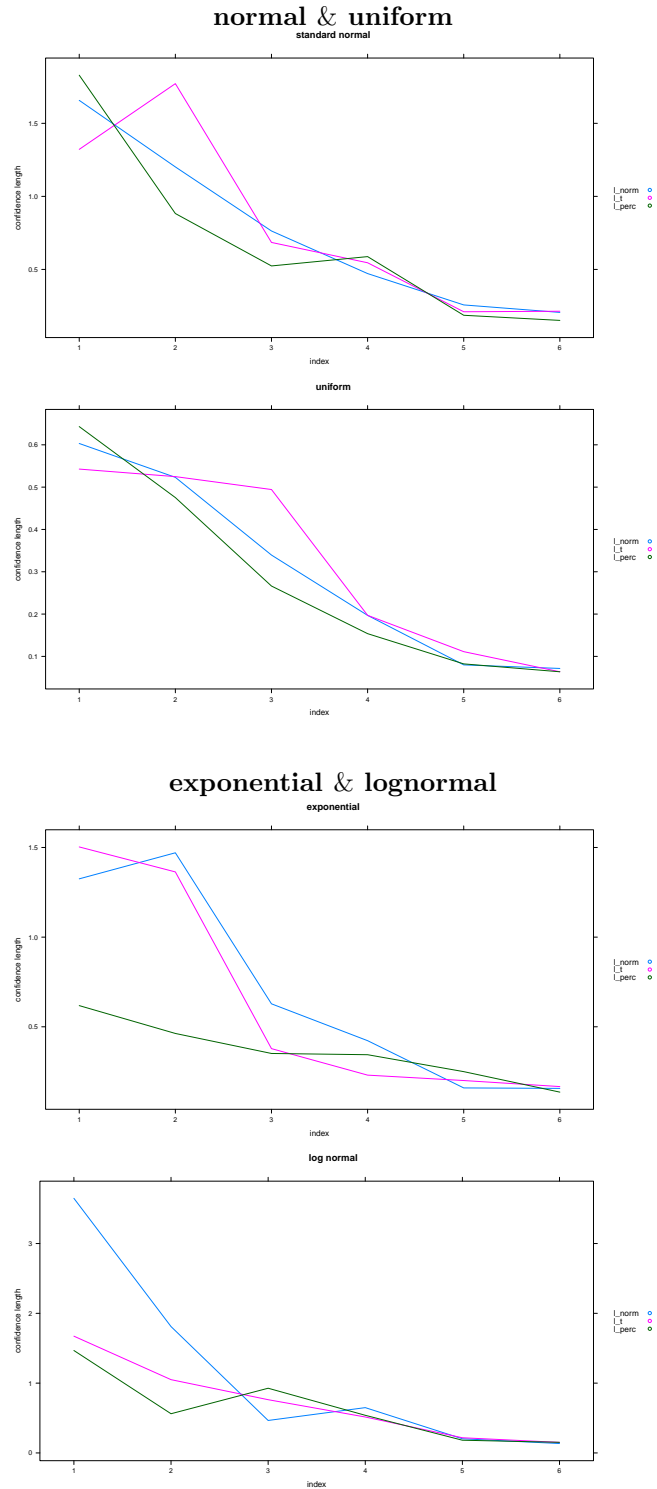 normal & uniform
standard normal
1.5
1.0
0.5
confidence length
1 2 3 4 5 6
index
l_norm
l_t
l_perc
uniform
0.6
0.5
0.4
0.3
0.2
0.1
confidence length
1 2 3 4 5 6
index
l_norm
l_t
l_perc
exponential & lognormal
exponential
1.5
1.0
0.5
confidence length
1 2 3 4 5 6
index
l_norm
l_t
l_perc
log normal
3
2
1
0
confidence length
1 2 3 4 5 6
index
l_norm
l_t
l_perc